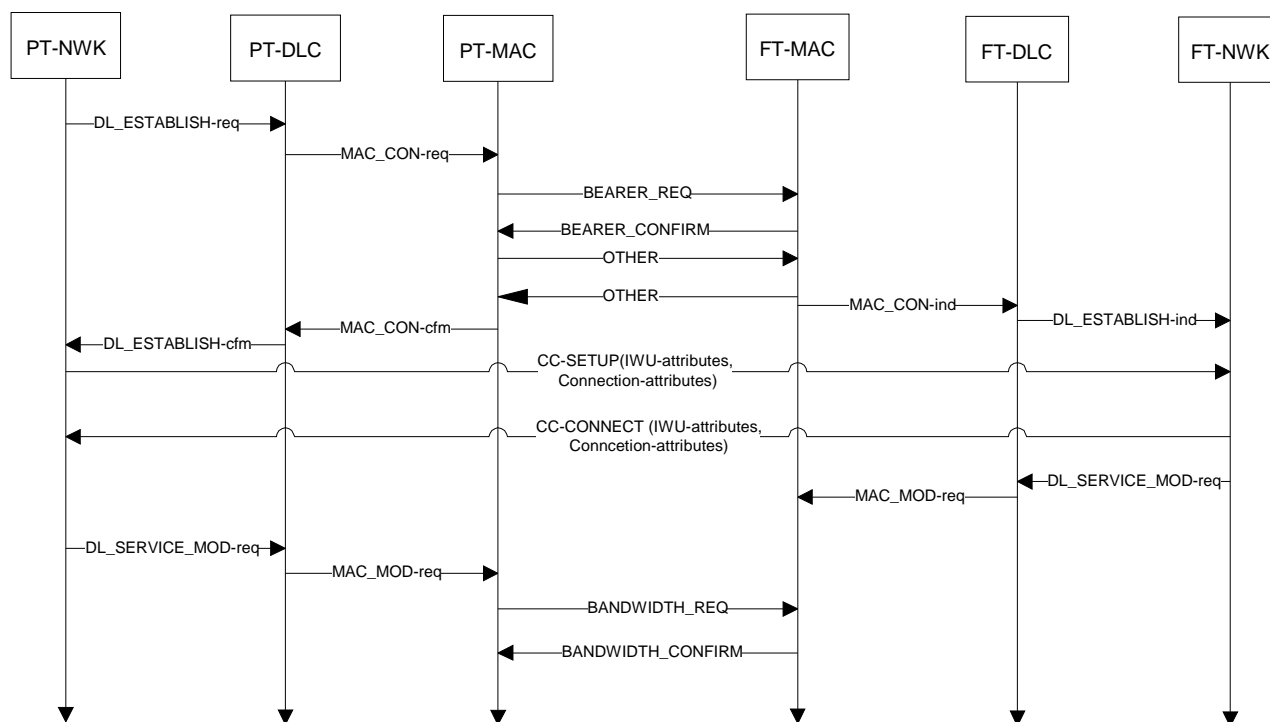 PT-NWK
PT-DLC
PT-MAC
FT-MAC
FT-DLC
FT-NWK
DL_ESTABLISH-req
MAC_CON-req
BEARER_REQ
BEARER_CONFIRM
OTHER
OTHER
MAC_CON-ind
DL_ESTABLISH-ind
MAC_CON-cfm
DL_ESTABLISH-cfm
CC-SETUP(IWU-attributes,
Connection-attributes)
CC-CONNECT (IWU-attributes,
Conncetion-attributes)
DL_SERVICE_MOD-req
MAC_MOD-req
DL_SERVICE_MOD-req
MAC_MOD-req
BANDWIDTH_REQ
BANDWIDTH_CONFIRM